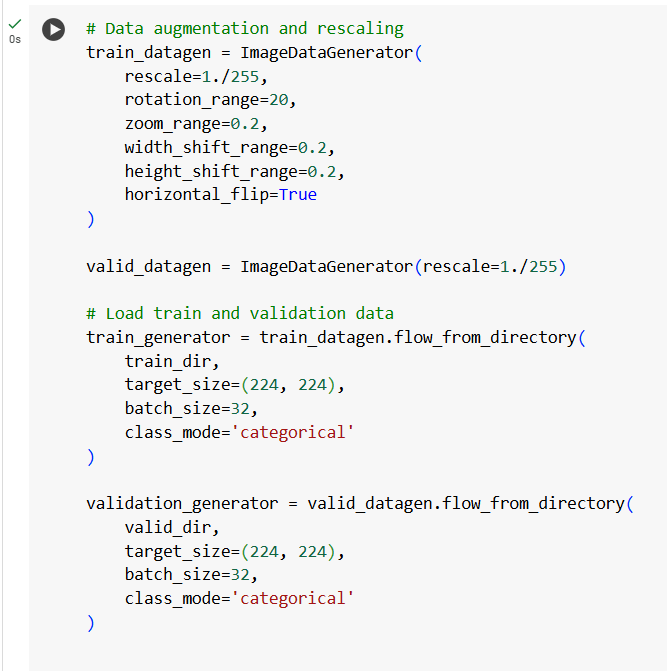 0s
# Data augmentation and rescaling
train_datagen = ImageDataGenerator(
    rescale=1./255,
    rotation_range=20,
    zoom_range=0.2,
    width_shift_range=0.2,
    height_shift_range=0.2,
    horizontal_flip=True
)

valid_datagen = ImageDataGenerator(rescale=1./255)

# Load train and validation data
train_generator = train_datagen.flow_from_directory(
    train_dir,
    target_size=(224, 224),
    batch_size=32,
    class_mode='categorical'
)

validation_generator = valid_datagen.flow_from_directory(
    valid_dir,
    target_size=(224, 224),
    batch_size=32,
    class_mode='categorical'
)